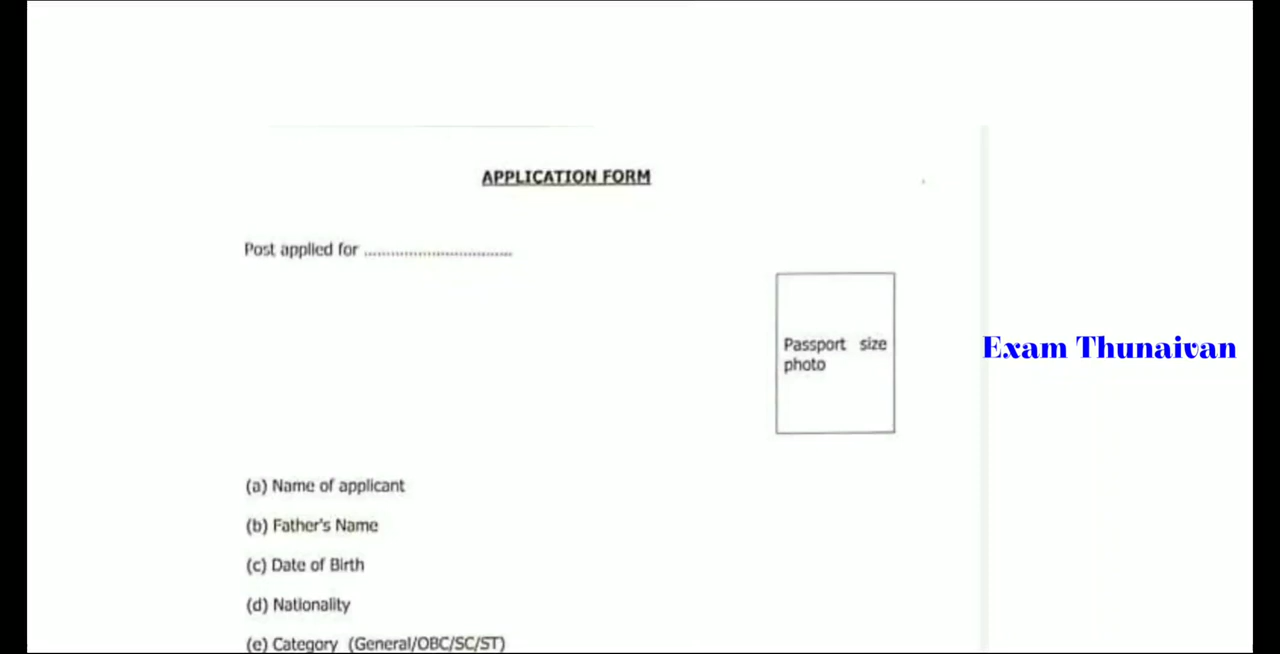 APPLICATION FORM
Post applied for ................................
Passport size
photo
Exam Thunaivan
(a) Name of applicant
(b) Father's Name
(c) Date of Birth
(d) Nationality
(e) Category (General/OBC/SC/ST)